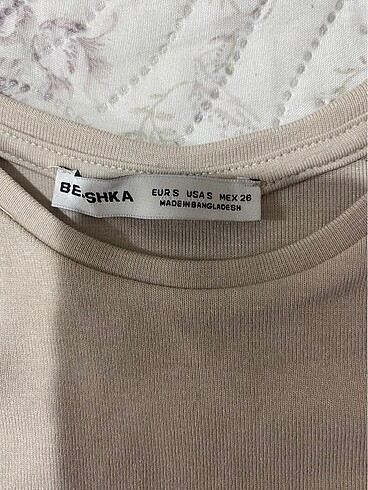 BERSHKA
EUR S USA S MEX 26
MADE IN BANGLADESH